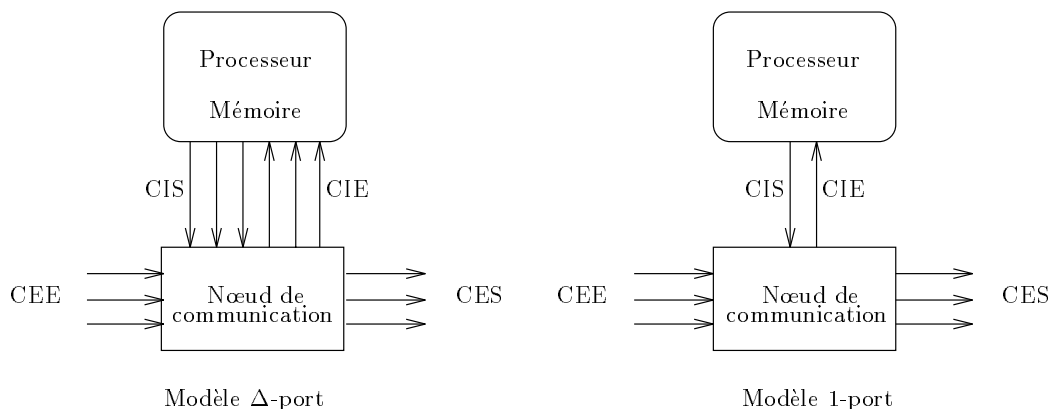 Processeur
Mémoire
CIS
CIE
CEE
Nœud de
communication
CES
Modèle Δ-port
Processeur
Mémoire
CIS
CIE
CEE
Nœud de
communication
CES
Modèle 1-port